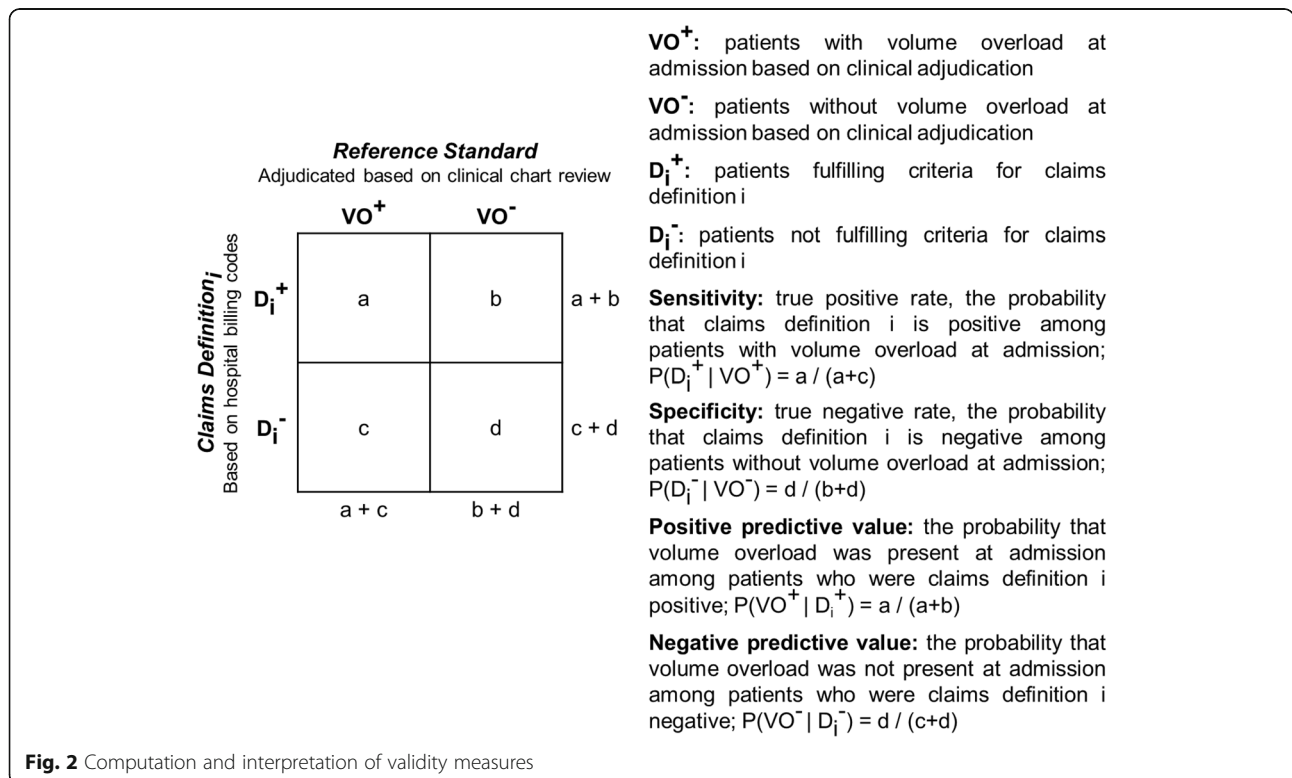 Reference Standard
Adjudicated based on clinical chart review
VO⁺ VO⁻
Claims Definitionᵢ
Based on hospital billing codes
Dᵢ⁺ a b a + b
Dᵢ⁻ c d c + d
a + c b + d
VO⁺: patients with volume overload at
admission based on clinical adjudication
VO⁻: patients without volume overload at
admission based on clinical adjudication
Dᵢ⁺: patients fulfilling criteria for claims
definition i
Dᵢ⁻: patients not fulfilling criteria for claims
definition i
Sensitivity: true positive rate, the probability
that claims definition i is positive among
patients with volume overload at admission;
P(Dᵢ⁺ | VO⁺) = a / (a+c)
Specificity: true negative rate, the probability
that claims definition i is negative among
patients without volume overload at admission;
P(Dᵢ⁻ | VO⁻) = d / (b+d)
Positive predictive value: the probability that
volume overload was present at admission
among patients who were claims definition i
positive; P(VO⁺ | Dᵢ⁺) = a / (a+b)
Negative predictive value: the probability that
volume overload was not present at admission
among patients who were claims definition i
negative; P(VO⁻ | Dᵢ⁻) = d / (c+d)
Fig. 2 Computation and interpretation of validity measures